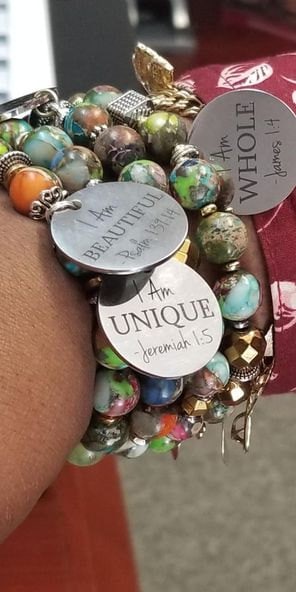 I Am
WHOLE
-James 1:4
I Am
BEAUTIFUL
-Psalm 139:14
I Am
UNIQUE
-Jeremiah 1:5